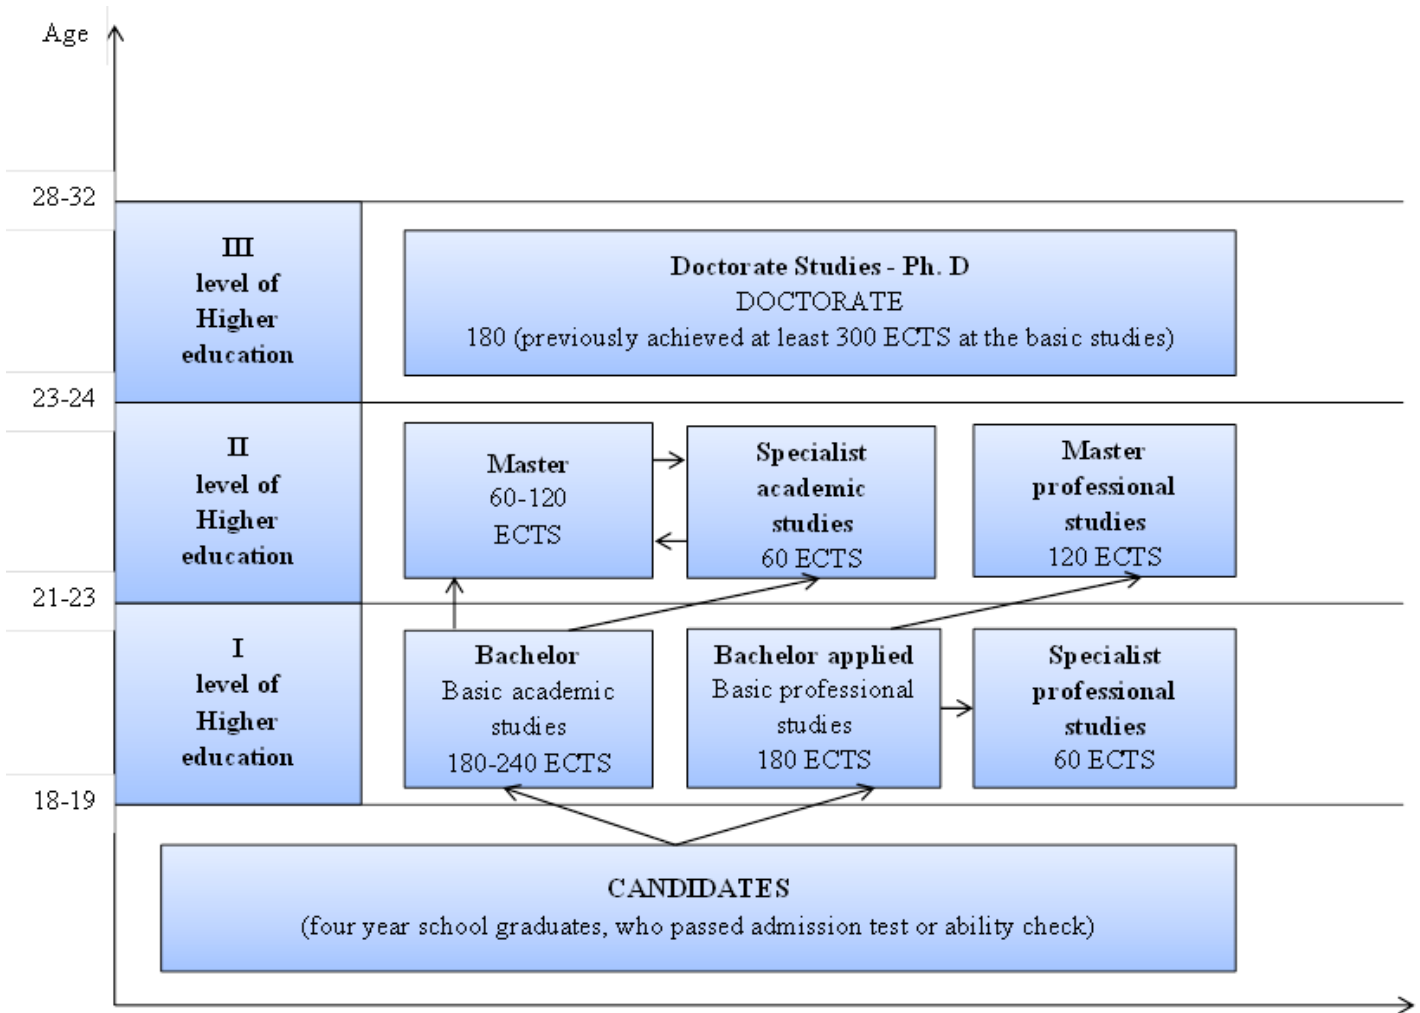 Age
28-32
III
level of
Higher
education
Doctorate Studies - Ph. D
DOCTORATE
180 (previously achieved at least 300 ECTS at the basic studies)
23-24
II
level of
Higher
education
Master
60-120
ECTS
Specialist
academic
studies
60 ECTS
Master
professional
studies
120 ECTS
21-23
I
level of
Higher
education
Bachelor
Basic academic
studies
180-240 ECTS
Bachelor applied
Basic professional
studies
180 ECTS
Specialist
professional
studies
60 ECTS
18-19
CANDIDATES
(four year school graduates, who passed admission test or ability check)